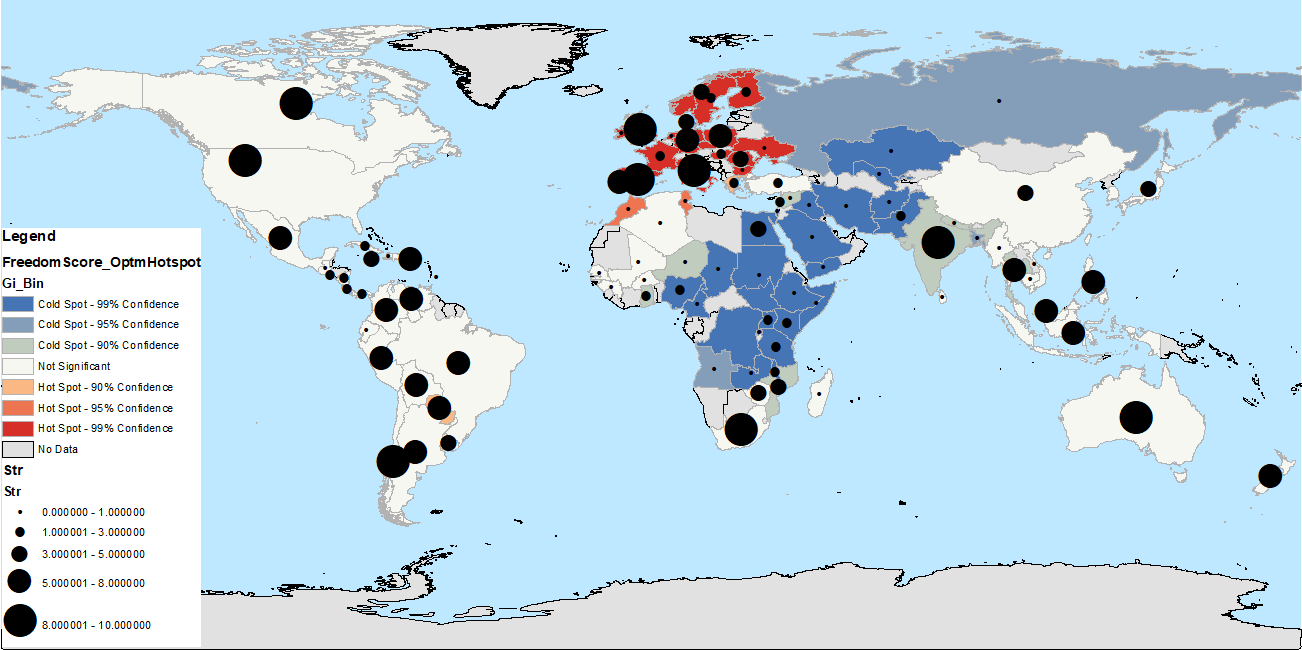 Legend
FreedomScore_OptmHotspot
Gi_Bin
Cold Spot - 99% Confidence
Cold Spot - 95% Confidence
Cold Spot - 90% Confidence
Not Significant
Hot Spot - 90% Confidence
Hot Spot - 95% Confidence
Hot Spot - 99% Confidence
No Data
Str
Str
0.000000 - 1.000000
1.000001 - 3.000000
3.000001 - 5.000000
5.000001 - 8.000000
8.000001 - 10.000000